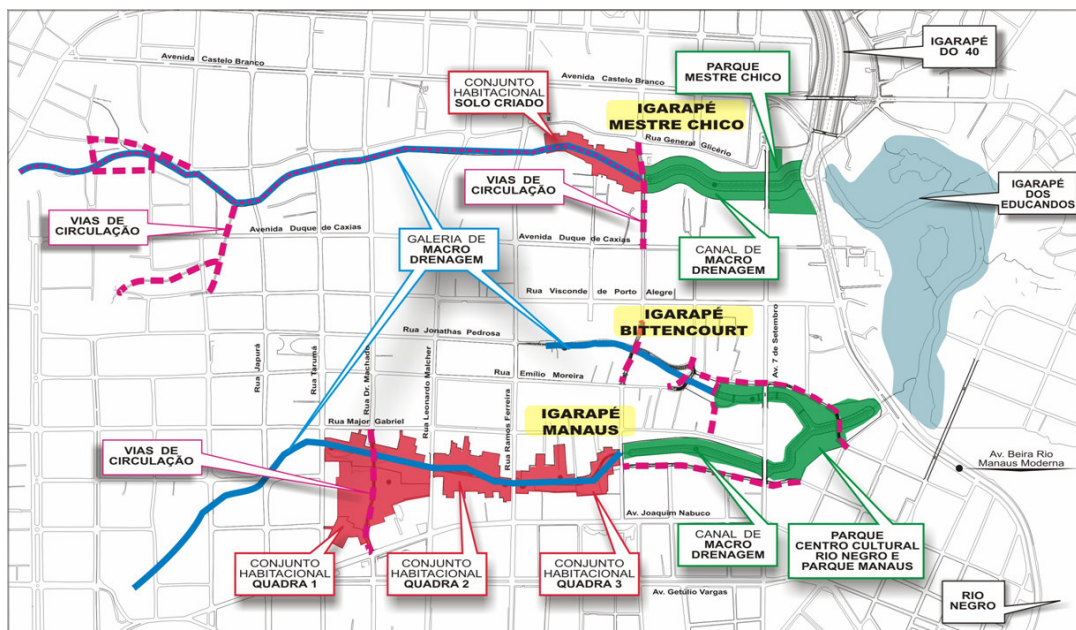 Avenida Castelo Branco
Avenida Castelo Branco
IGARAPÉ
DO 40
PARQUE
MESTRE CHICO
CONJUNTO
HABITACIONAL
SOLO CRIADO
IGARAPÉ
MESTRE CHICO
Rua General Glicério
VIAS DE
CIRCULAÇÃO
IGARAPÉ
DOS
EDUCANDOS
VIAS DE
CIRCULAÇÃO
Avenida Duque de Caxias
GALERIA DE
MACRO
DRENAGEM
Avenida Duque de Caxias
CANAL DE
MACRO
DRENAGEM
Rua Visconde de Porto Alegre
IGARAPÉ
BITTENCOURT
Rua Jonathas Pedrosa
Av. 7 de Setembro
Rua Emilio Moreira
Rua Japurá
Rua Tarumã
Rua Dr. Machado
Rua Leonardo Malcher
Rua Ramos Ferreira
IGARAPÉ
MANAUS
Rua Major Gabriel
VIAS DE
CIRCULAÇÃO
Av. Beira Rio
Manaus Moderna
Av. Joaquim Nabuco
CONJUNTO
HABITACIONAL
QUADRA 1
CONJUNTO
HABITACIONAL
QUADRA 2
CONJUNTO
HABITACIONAL
QUADRA 3
CANAL DE
MACRO
DRENAGEM
PARQUE
CENTRO CULTURAL
RIO NEGRO E
PARQUE MANAUS
Av. Getúlio Vargas
RIO
NEGRO